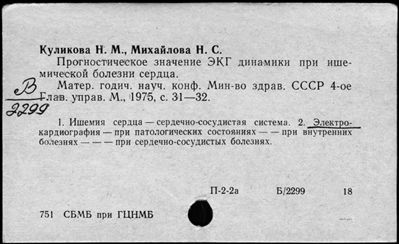 Куликова Н. М., Михайлова Н. С.
Прогностическое значение ЭКГ динамики при ише-
мической болезни сердца.
Матер. годич. науч. конф. Мин-во здрав. СССР 4-ое
Глав. управ. М., 1975, с. 31—32.
В
2299
1. Ишемия сердца — сердечно-сосудистая система. 2. Электро-
кардиография — при патологических состояниях — — при внутренних
болезнях — — — при сердечно-сосудистых болезнях.
П-2-2а Б/2299 18
751 СБМБ при ГЦНМБ